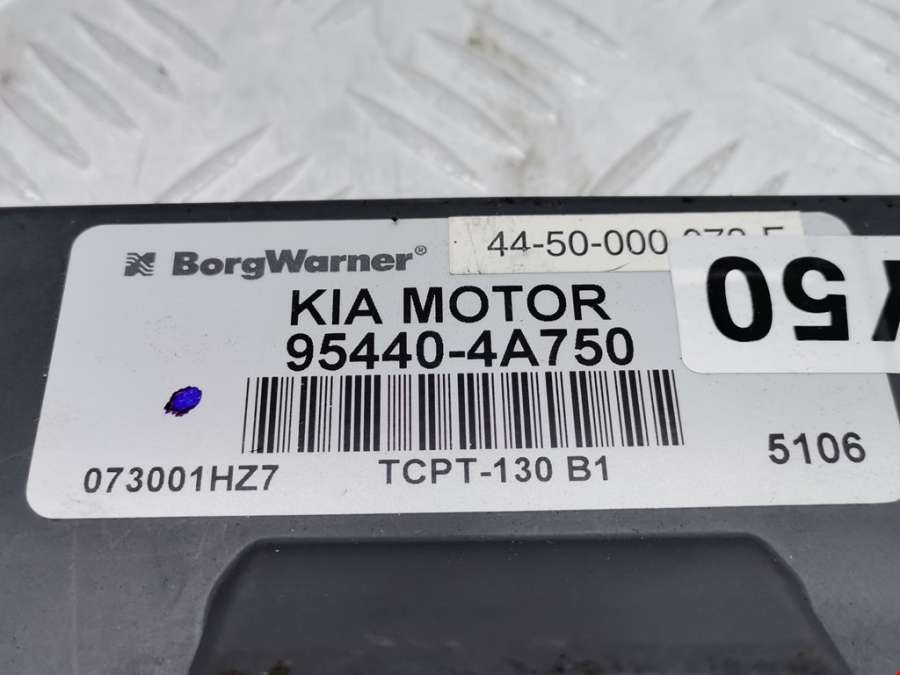 BorgWarner®
44-50-000
KIA MOTOR
95440-4A750
50
073001HZ7
TCPT-130 B1
5106